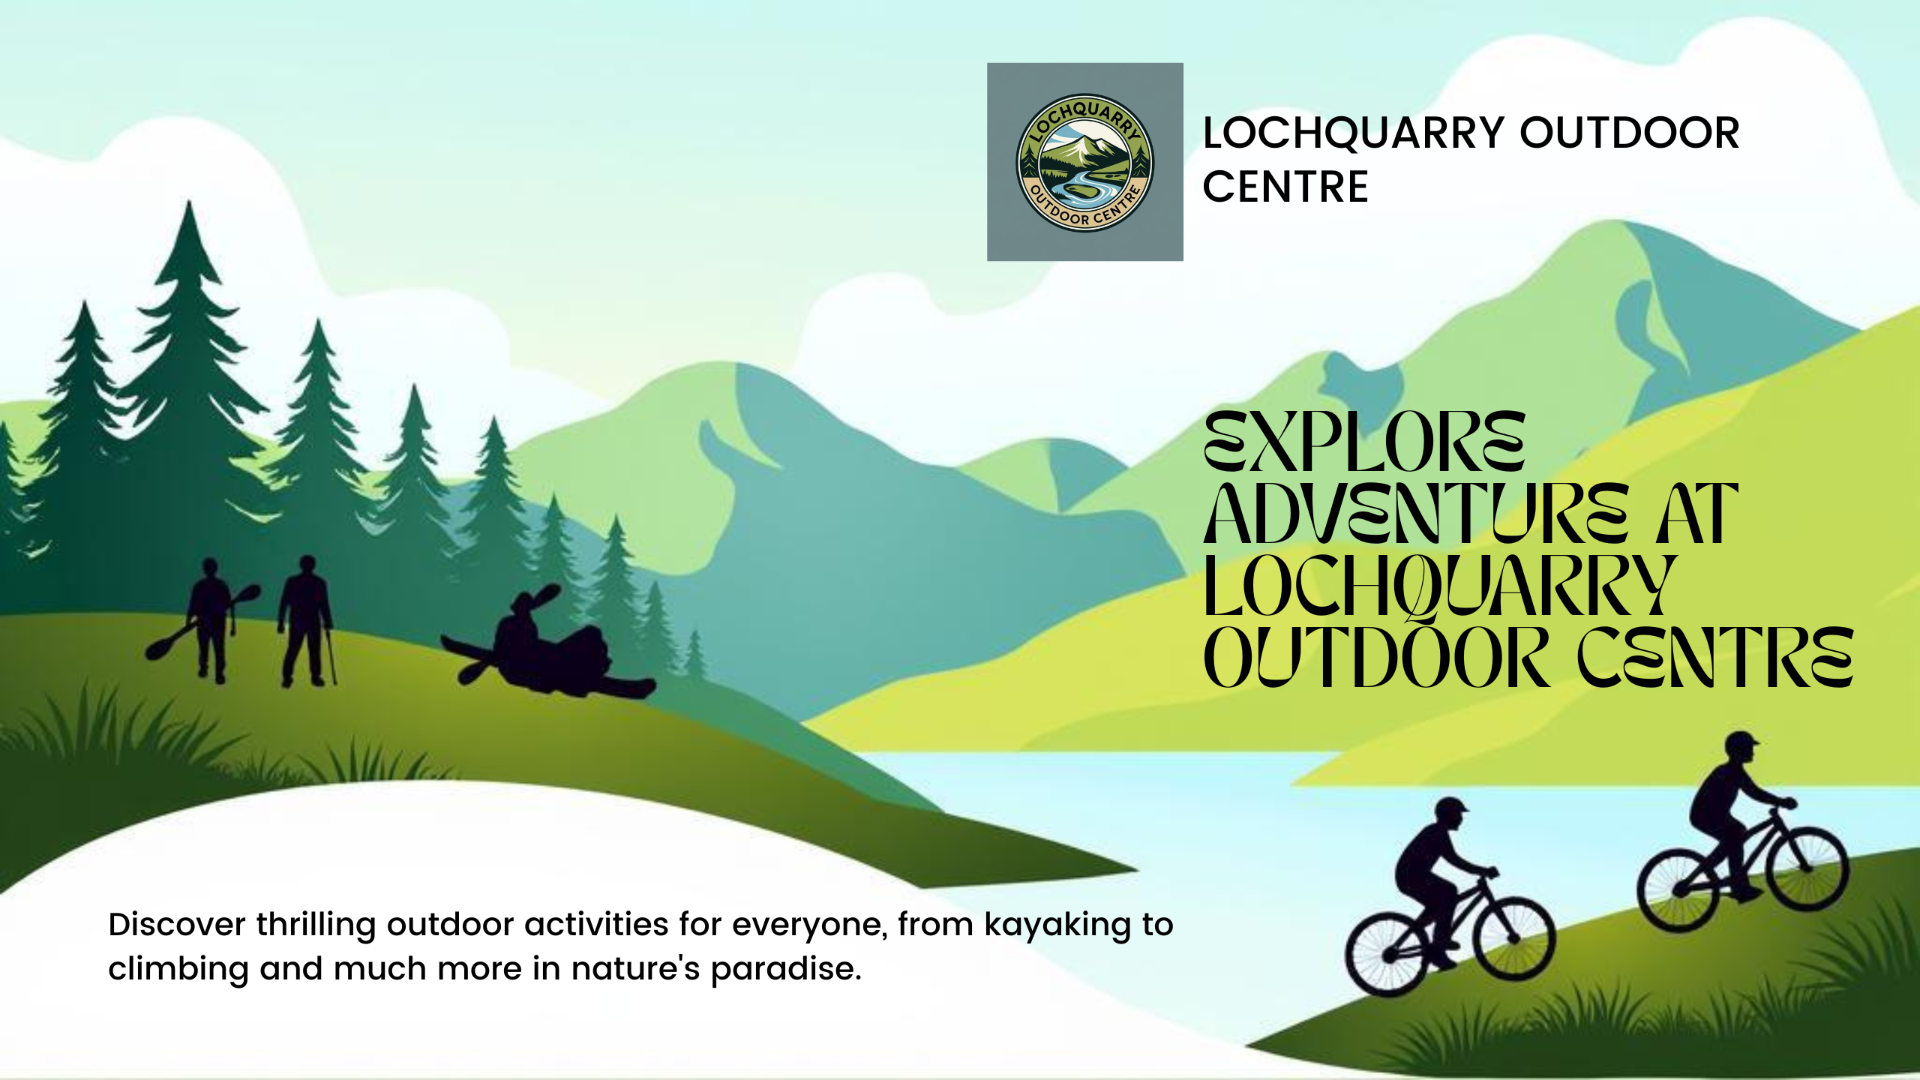 LOCHQUARRY
OUTDOOR CENTRE
LOCHQUARRY OUTDOOR
CENTRE
EXPLORE
ADVENTURE AT
LOCHQUARRY
OUTDOOR CENTRE
Discover thrilling outdoor activities for everyone, from kayaking to
climbing and much more in nature's paradise.